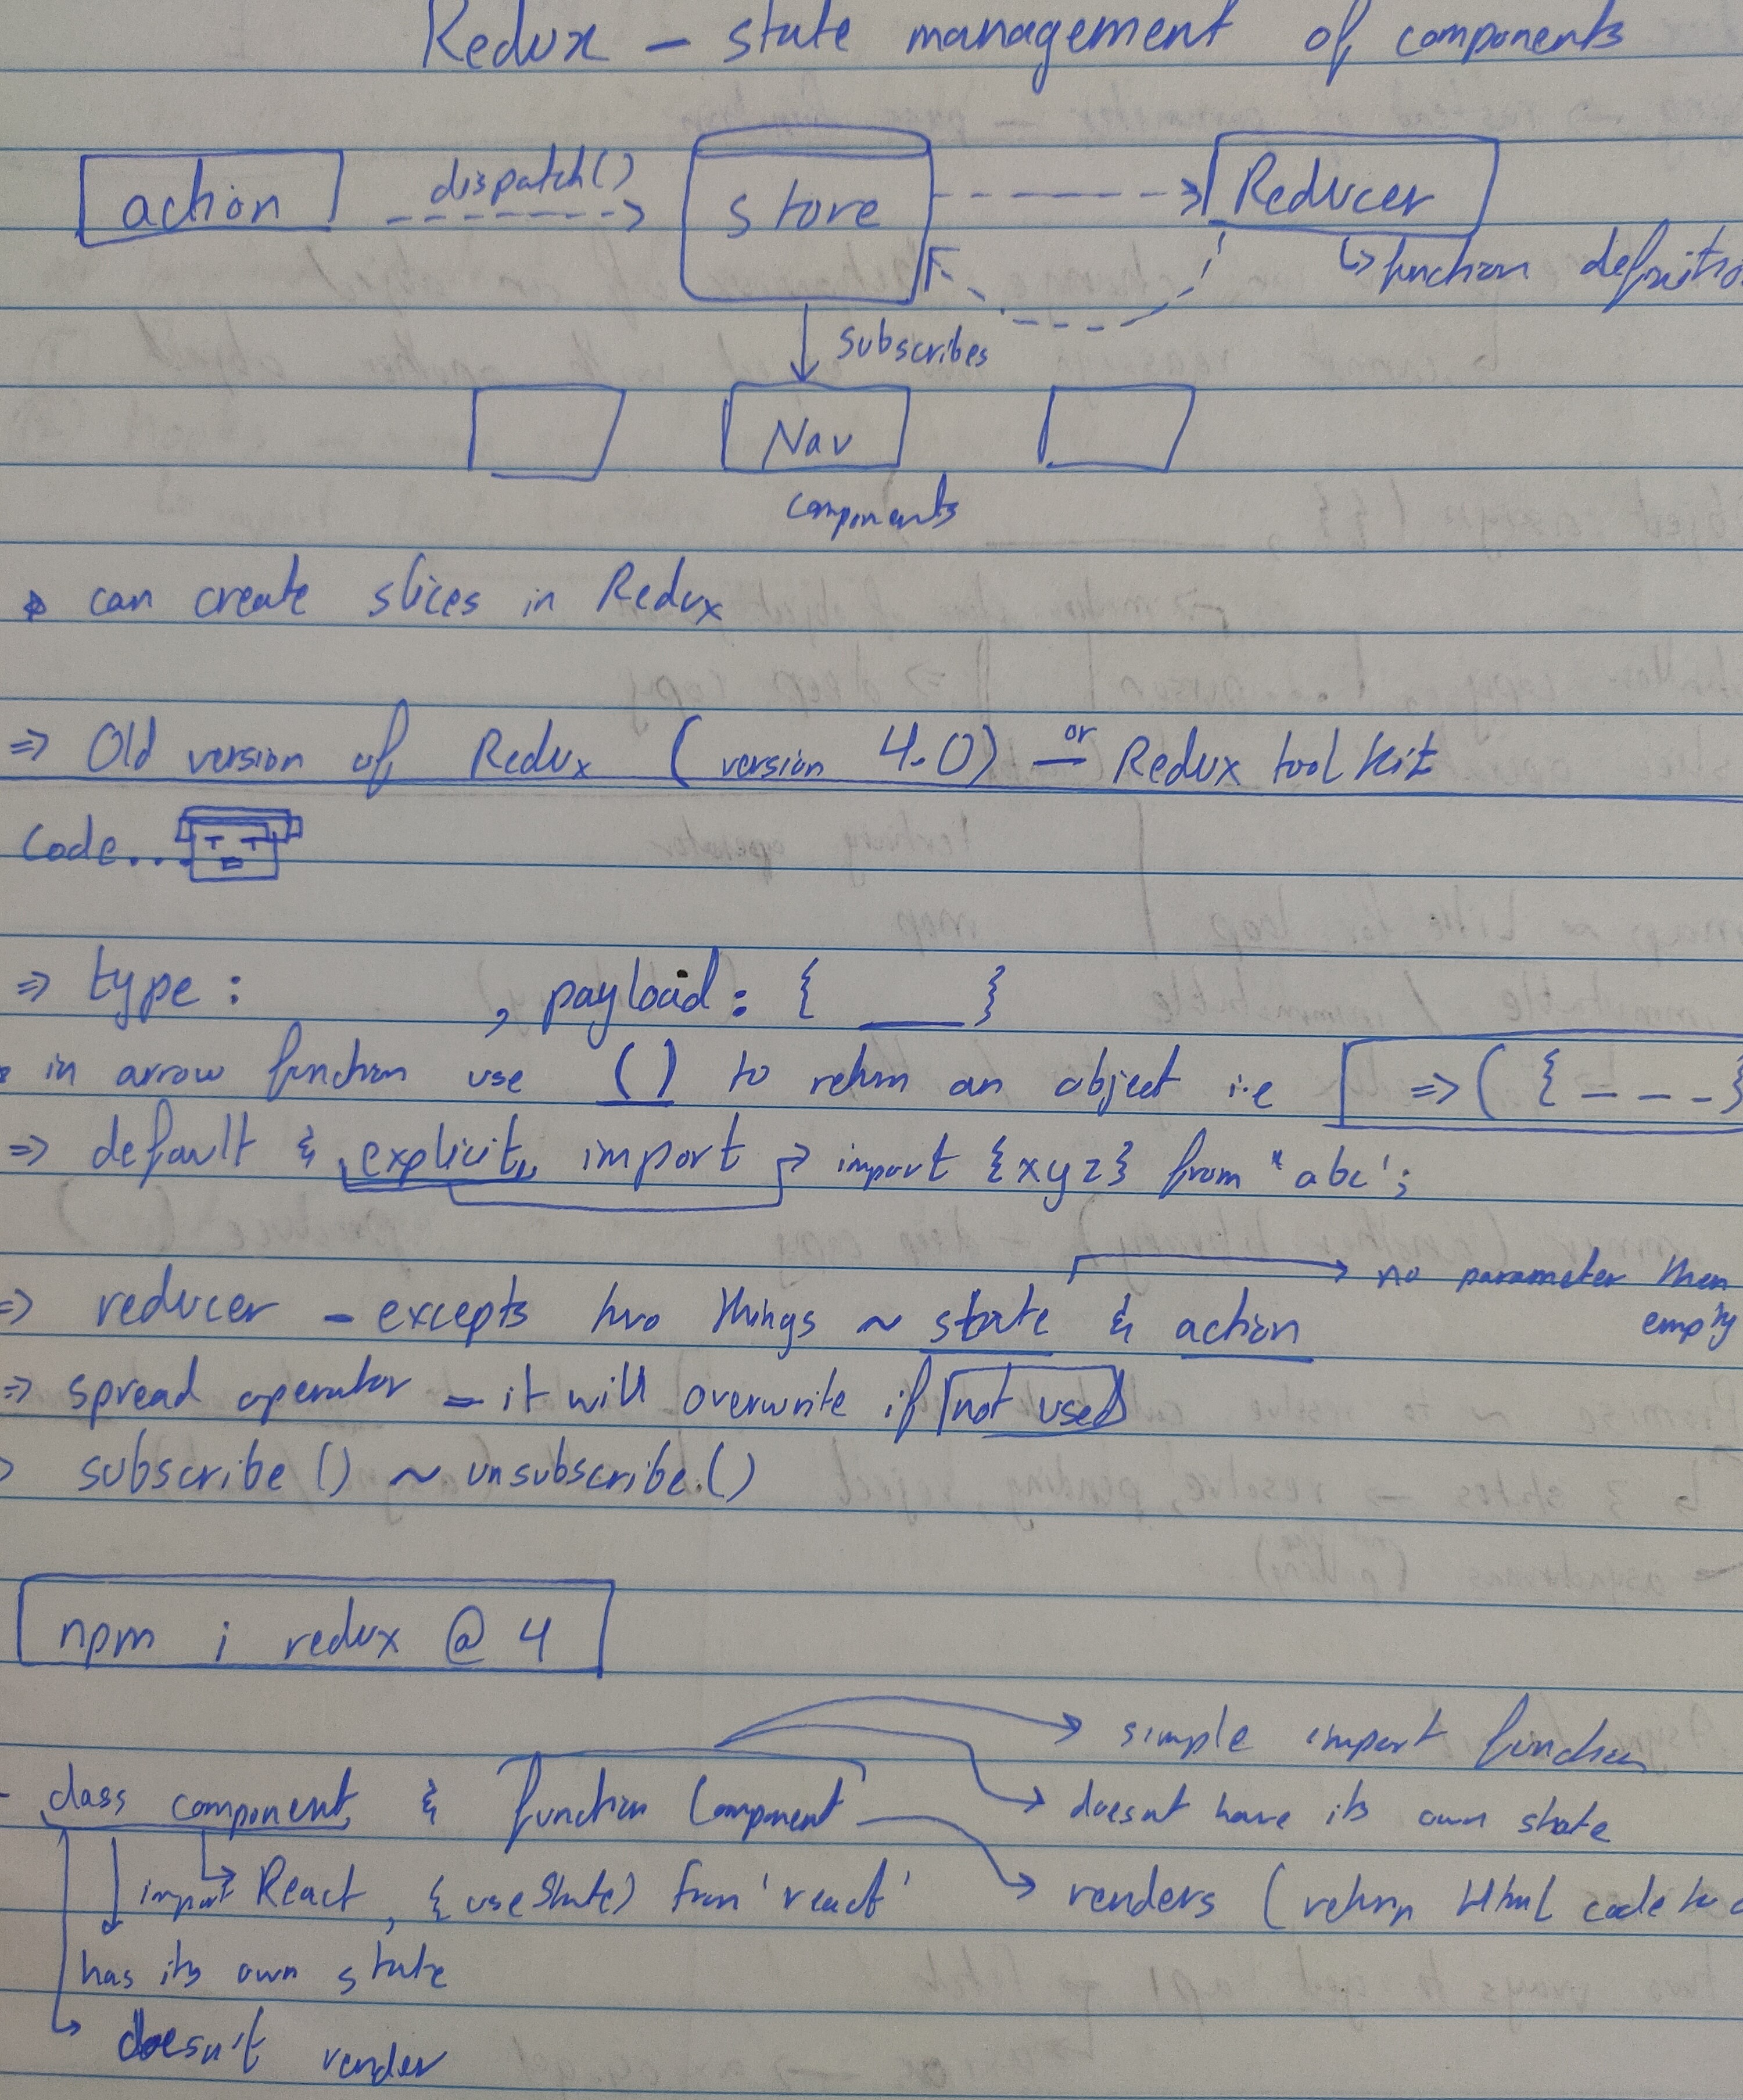 Redux - state management of components
action dispatch() store Reducer
↳ function definitio
subscribes
Nav
components
can create slices in Redux
=> Old version of Redux (version 4.0) — or Redux toolkit
Code...
=> type : , payload : { ___ }
in arrow function use () to return an object i.e => ( { - - - }
=> default & "explicit" import → import {xyz} from "abc';
=> reducer - excepts two things ~ state & action → no parameter then
empty
=> spread operator = it will overwrite if not used
> subscribe () ~ unsubscribe.()
npm i redux @ 4
simple import function
- class component & function Component
doesnt have its own state
import React, { useState) from 'react'
renders (return Html code to
has its own state
doesn't render